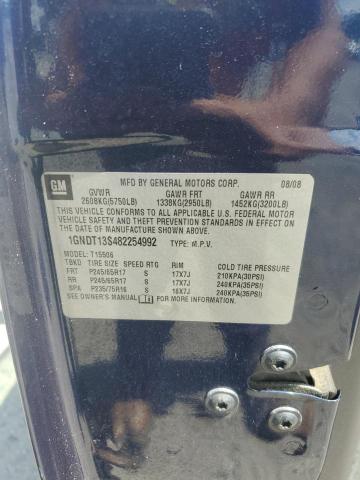 GM
MFD. BY GENERAL MOTORS CORP. 08/08
GVWR GAWR FRT GAWR RR
2608KG(5750LB) 1338KG(2950LB) 1452KG(3200LB)
THIS VEHICLE CONFORMS TO ALL APPLICABLE U.S. FEDERAL MOTOR
VEHICLE SAFETY AND THEFT PREVENTION STANDARDS IN EFFECT ON
THE DATE OF MANUFACTURE SHOWN ABOVE.
1GNDT13S482254992 TYPE: M.P.V.
MODEL: T15506
TBKD TIRE SIZE SPEED RTG RIM COLD TIRE PRESSURE
FRT P245/65R17 S 17X7J 210KPA(30PSI)
RR P245/65R17 S 17X7J 240KPA(35PSI)
SPA P235/75R16 S 16X7J 240KPA(35PSI)
SEE OWNER'S MANUAL FOR MORE INFORMATION.